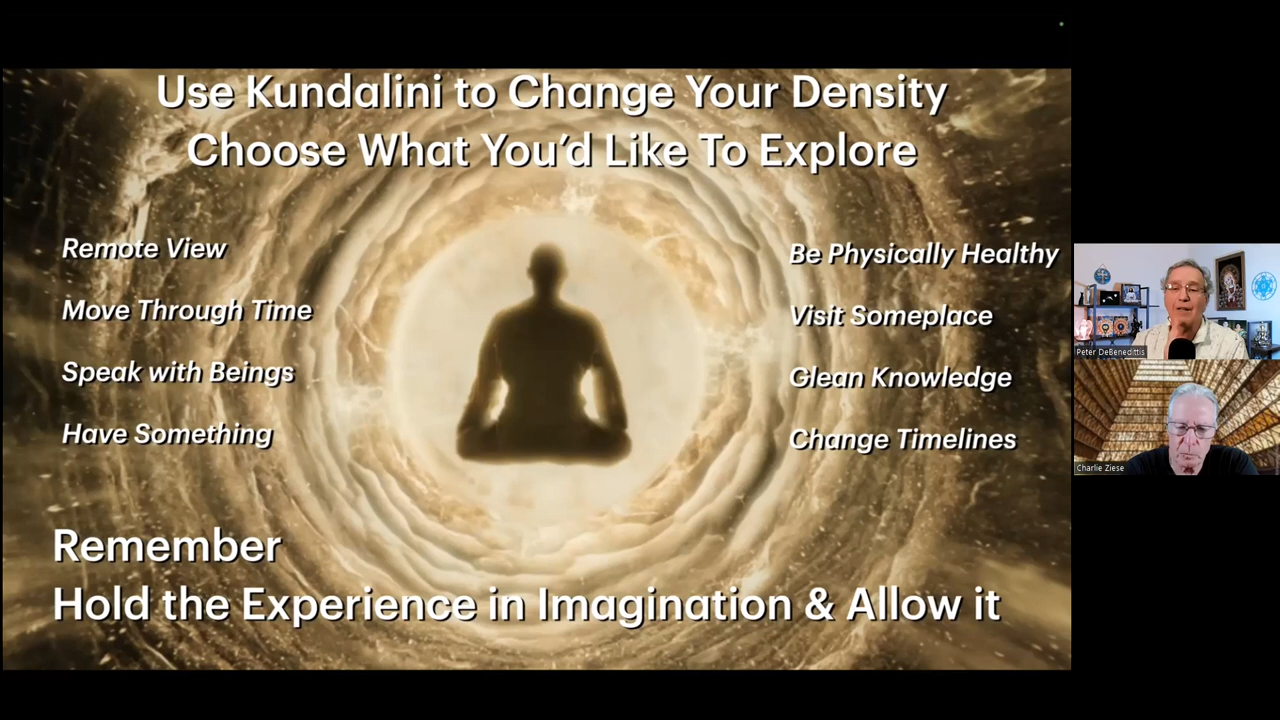 Use Kundalini to Change Your Density
Choose What You'd Like To Explore
Remote View
Move Through Time
Speak with Beings
Have Something
Be Physically Healthy
Visit Someplace
Glean Knowledge
Change Timelines
Remember
Hold the Experience in Imagination & Allow it
Peter DeBenedittis
Charlie Ziese